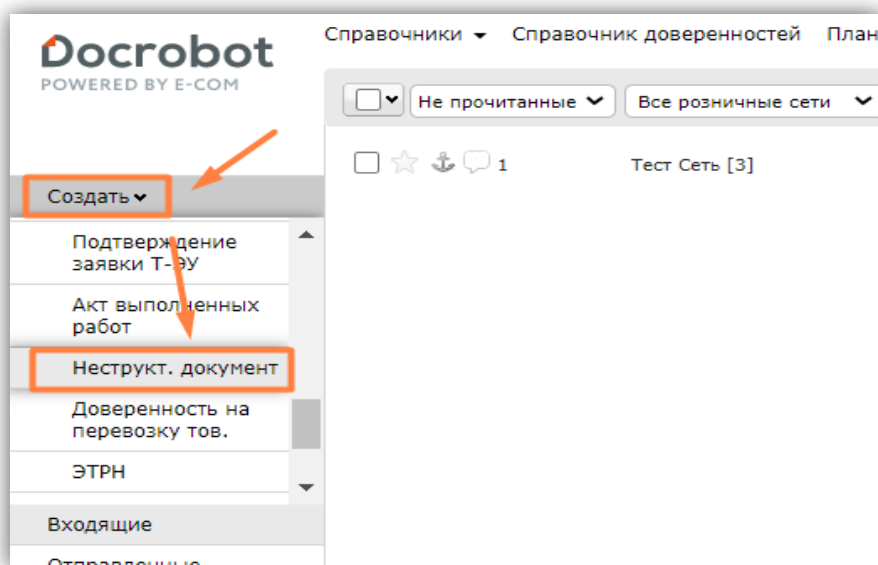 Docrobot
POWERED BY E-COM
Справочники Справочник доверенностей План
Не прочитанные Все розничные сети
1 Тест Сеть [3]
Создать
Подтверждение
заявки Т-ЭУ
Акт выполненных
работ
Неструкт. документ
Доверенность на
перевозку тов.
ЭТРН
Входящие
Отправленные